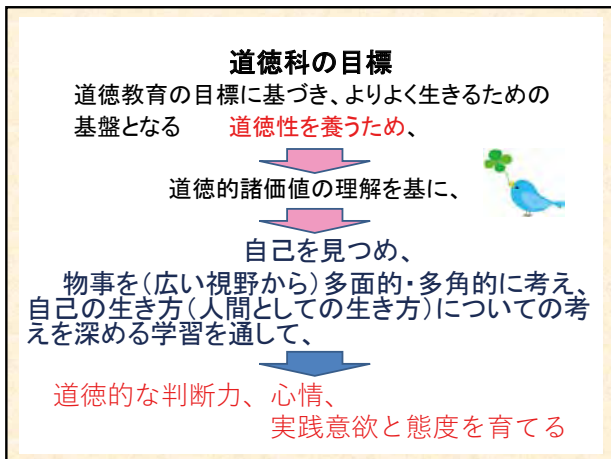 道徳科の目標
道徳教育の目標に基づき、よりよく生きるための
基盤となる　道徳性を養うため、
道徳的諸価値の理解を基に、
自己を見つめ、
物事を（広い視野から）多面的・多角的に考え、
自己の生き方（人間としての生き方）についての考
えを深める学習を通して、
道徳的な判断力、心情、
実践意欲と態度を育てる